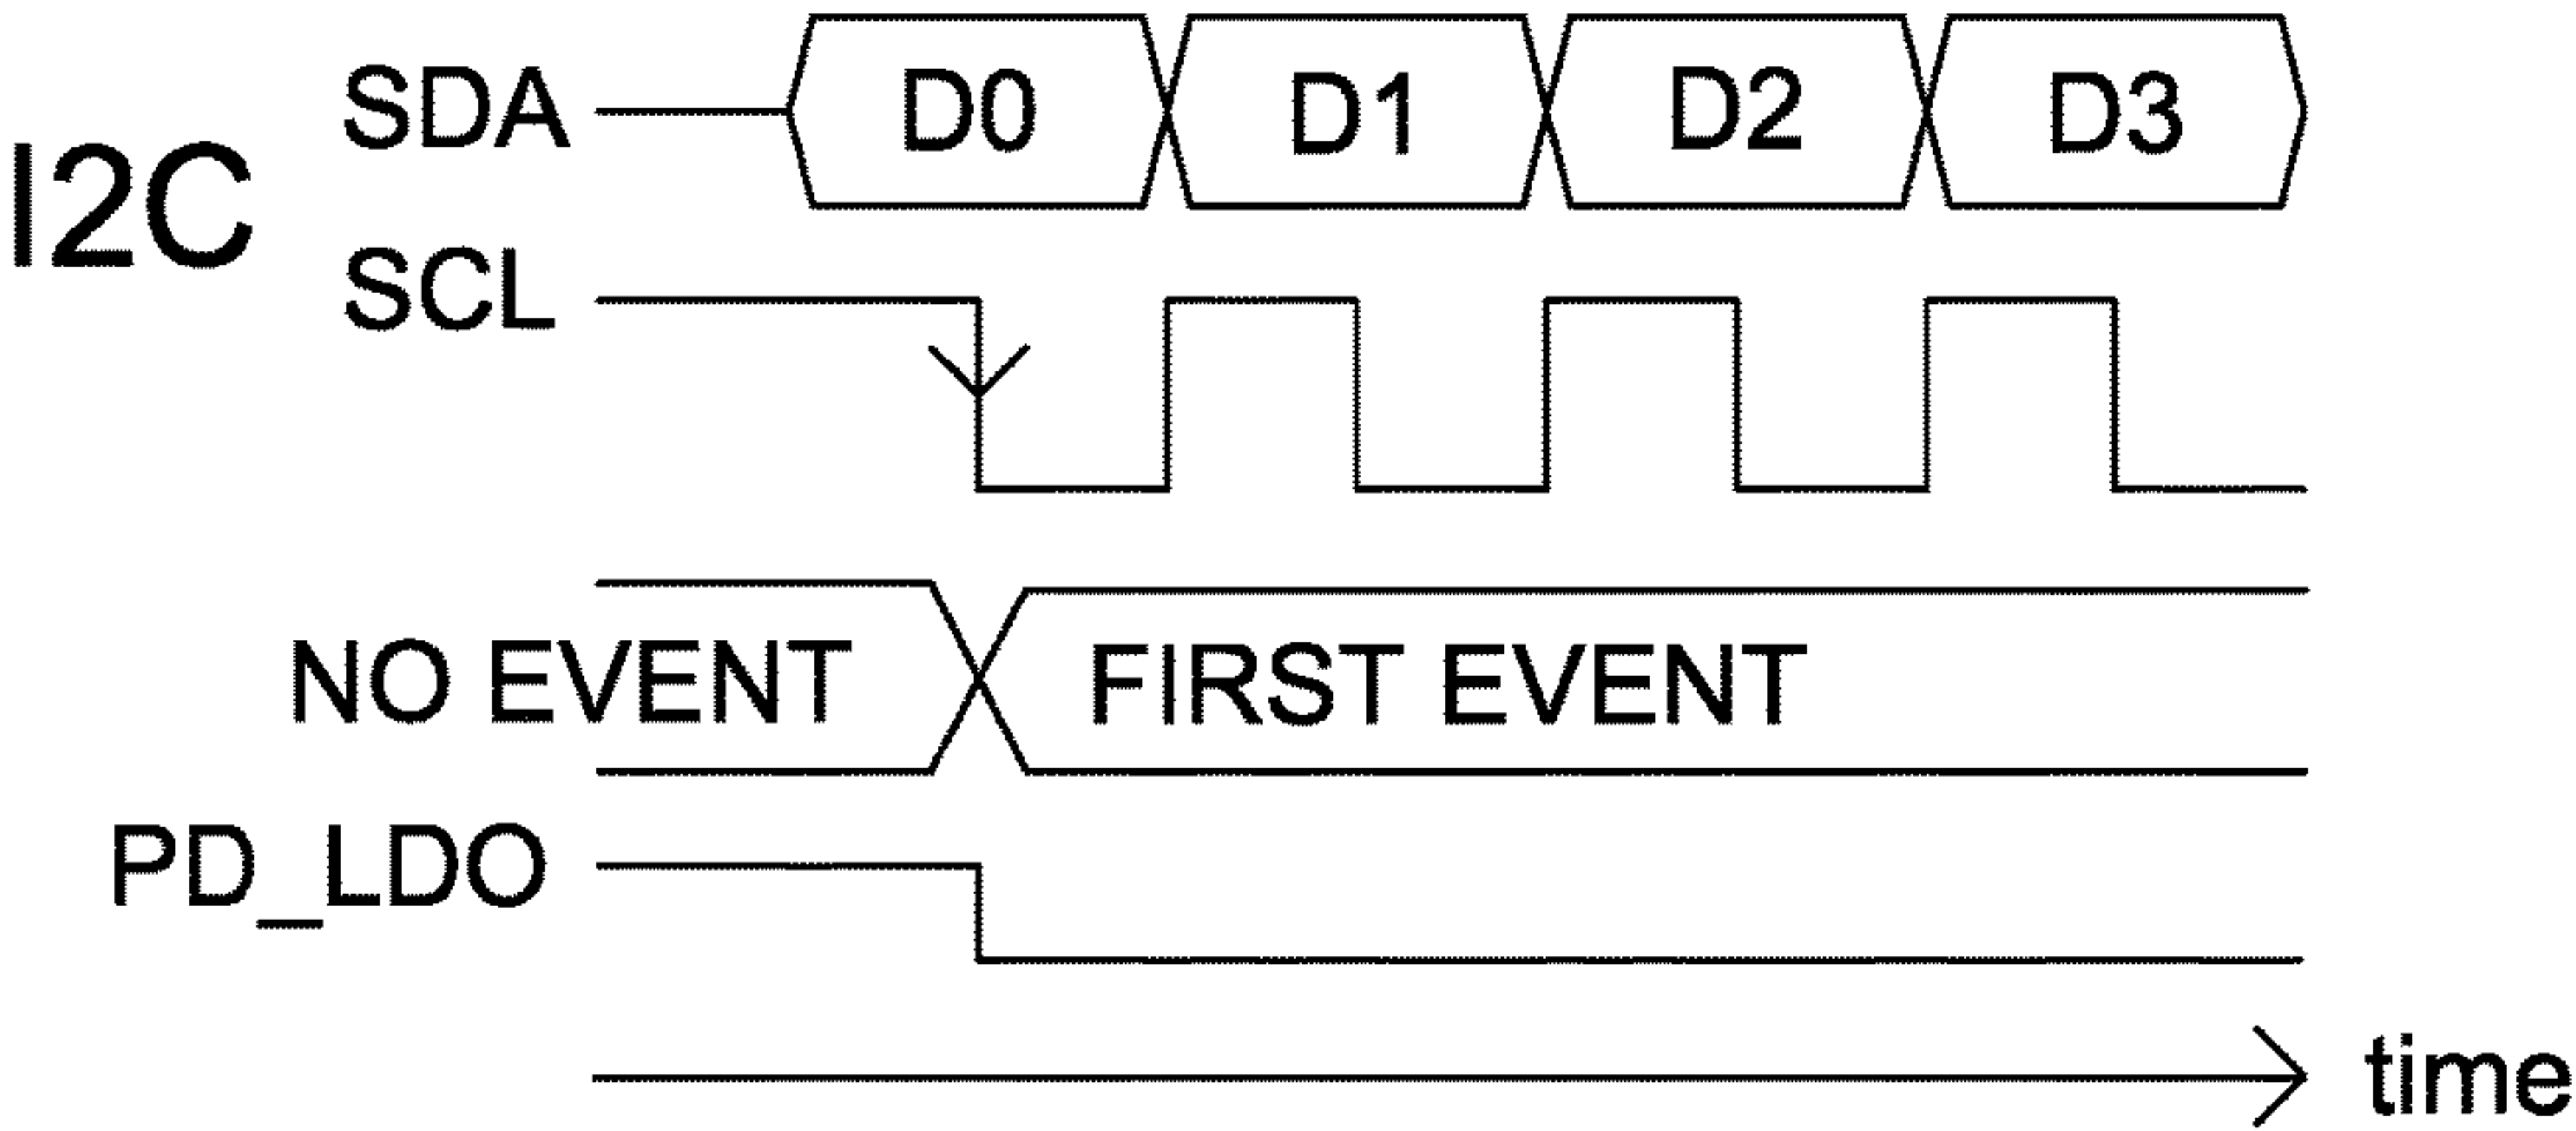 I2C
SDA D0 D1 D2 D3
SCL
NO EVENT FIRST EVENT
PD_LDO
time